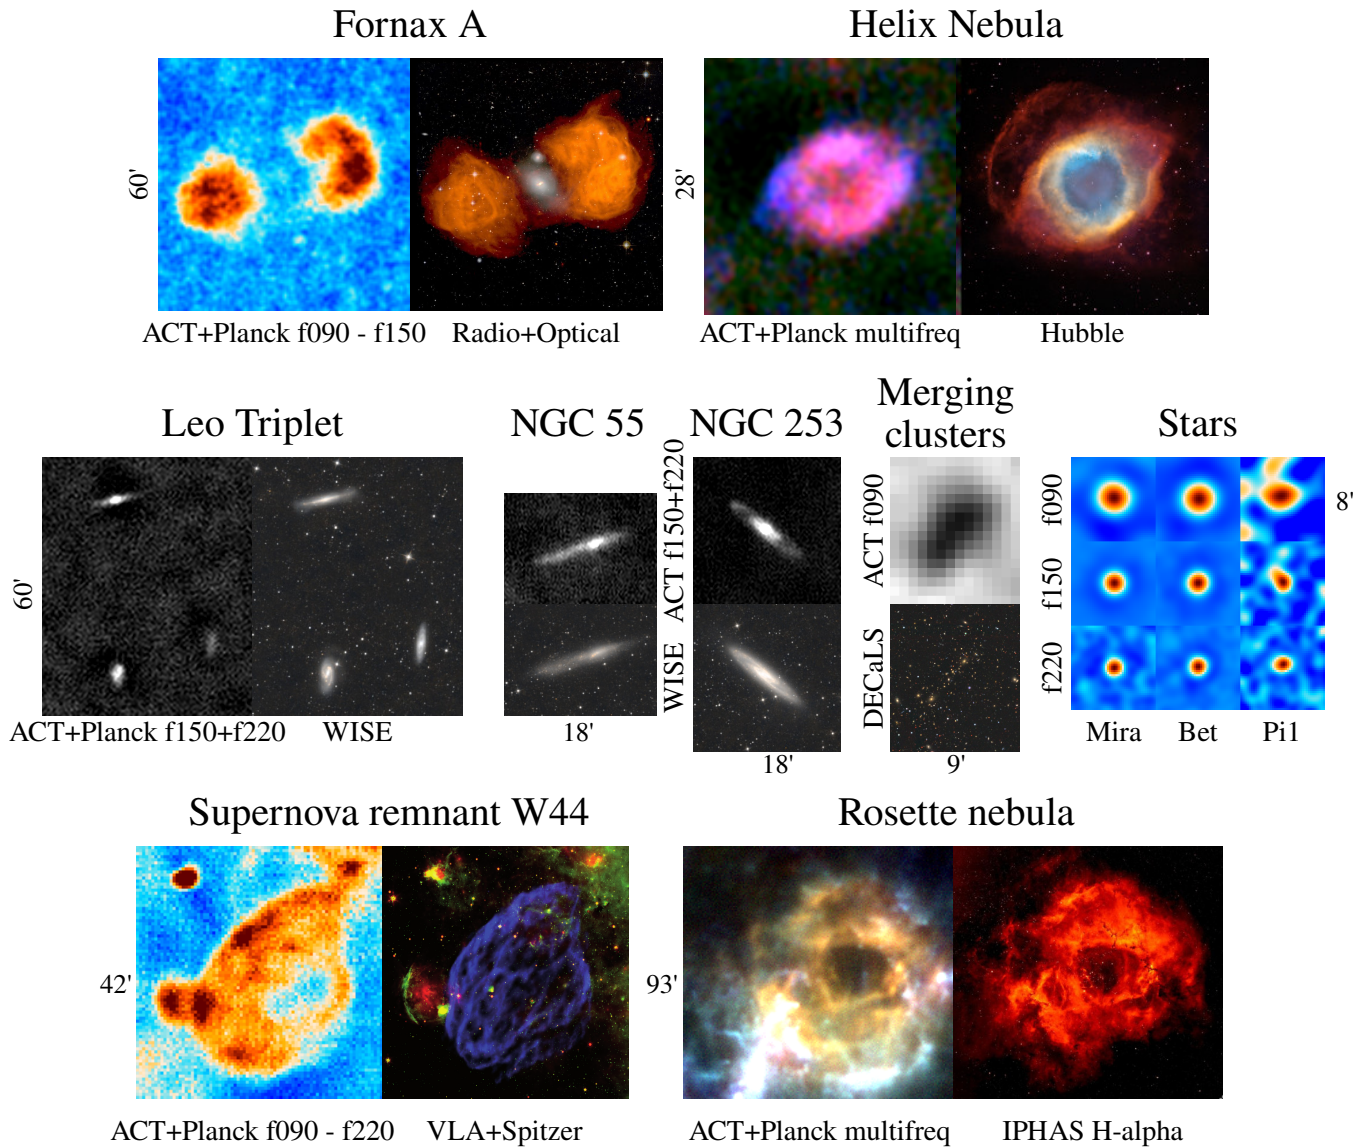 Fornax A
Helix Nebula
60'
28'
ACT+Planck f090 - f150
Radio+Optical
ACT+Planck multifreq
Hubble
Leo Triplet
NGC 55
NGC 253
Merging
clusters
Stars
60'
ACT f150+f220
WISE
ACT f090
DECaLS
f090
f150
f220
8'
ACT+Planck f150+f220
WISE
18'
18'
9'
Mira
Bet
Pi1
Supernova remnant W44
Rosette nebula
42'
93'
ACT+Planck f090 - f220
VLA+Spitzer
ACT+Planck multifreq
IPHAS H-alpha